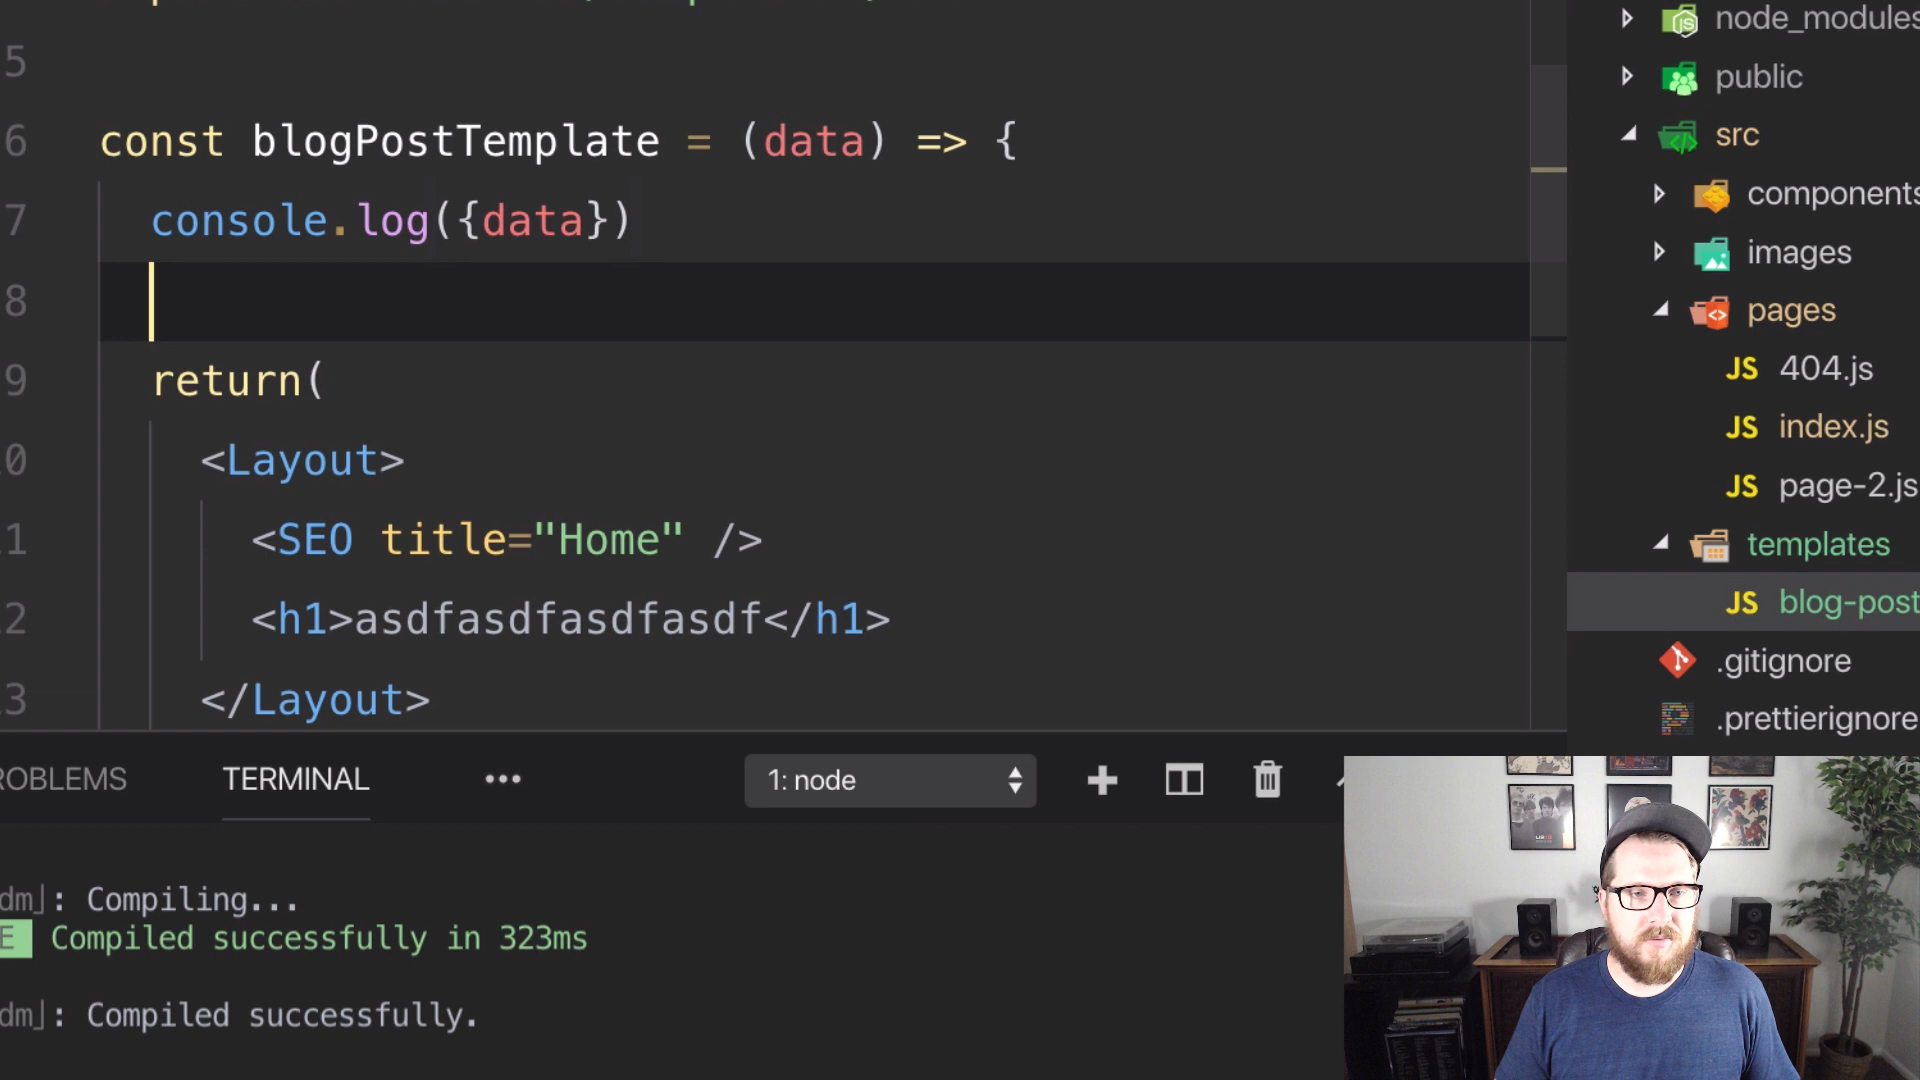 5
6 const blogPostTemplate = (data) => {
7 console.log({data})
8
9 return(
0 <Layout>
1 <SEO title="Home" />
2 <h1>asdfasdfasdfasdf</h1>
3 </Layout>
node_modules
public
src
components
images
pages
JS 404.js
JS index.js
JS page-2.js
templates
JS blog-post
.gitignore
.prettierignore
ROBLEMS TERMINAL ••• 1: node
dm」: Compiling...
E Compiled successfully in 323ms
dm」: Compiled successfully.